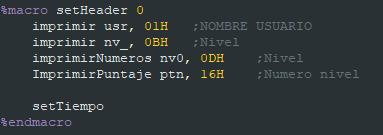 %macro setHeader 0
imprimir usr, 01H ;NOMBRE USUARIO
imprimir nv_, 0BH ;Nivel
imprimirNumeros nv0, 0DH ;Nivel
ImprimirPuntaje ptn, 16H ;Numero nivel
setTiempo
%endmacro